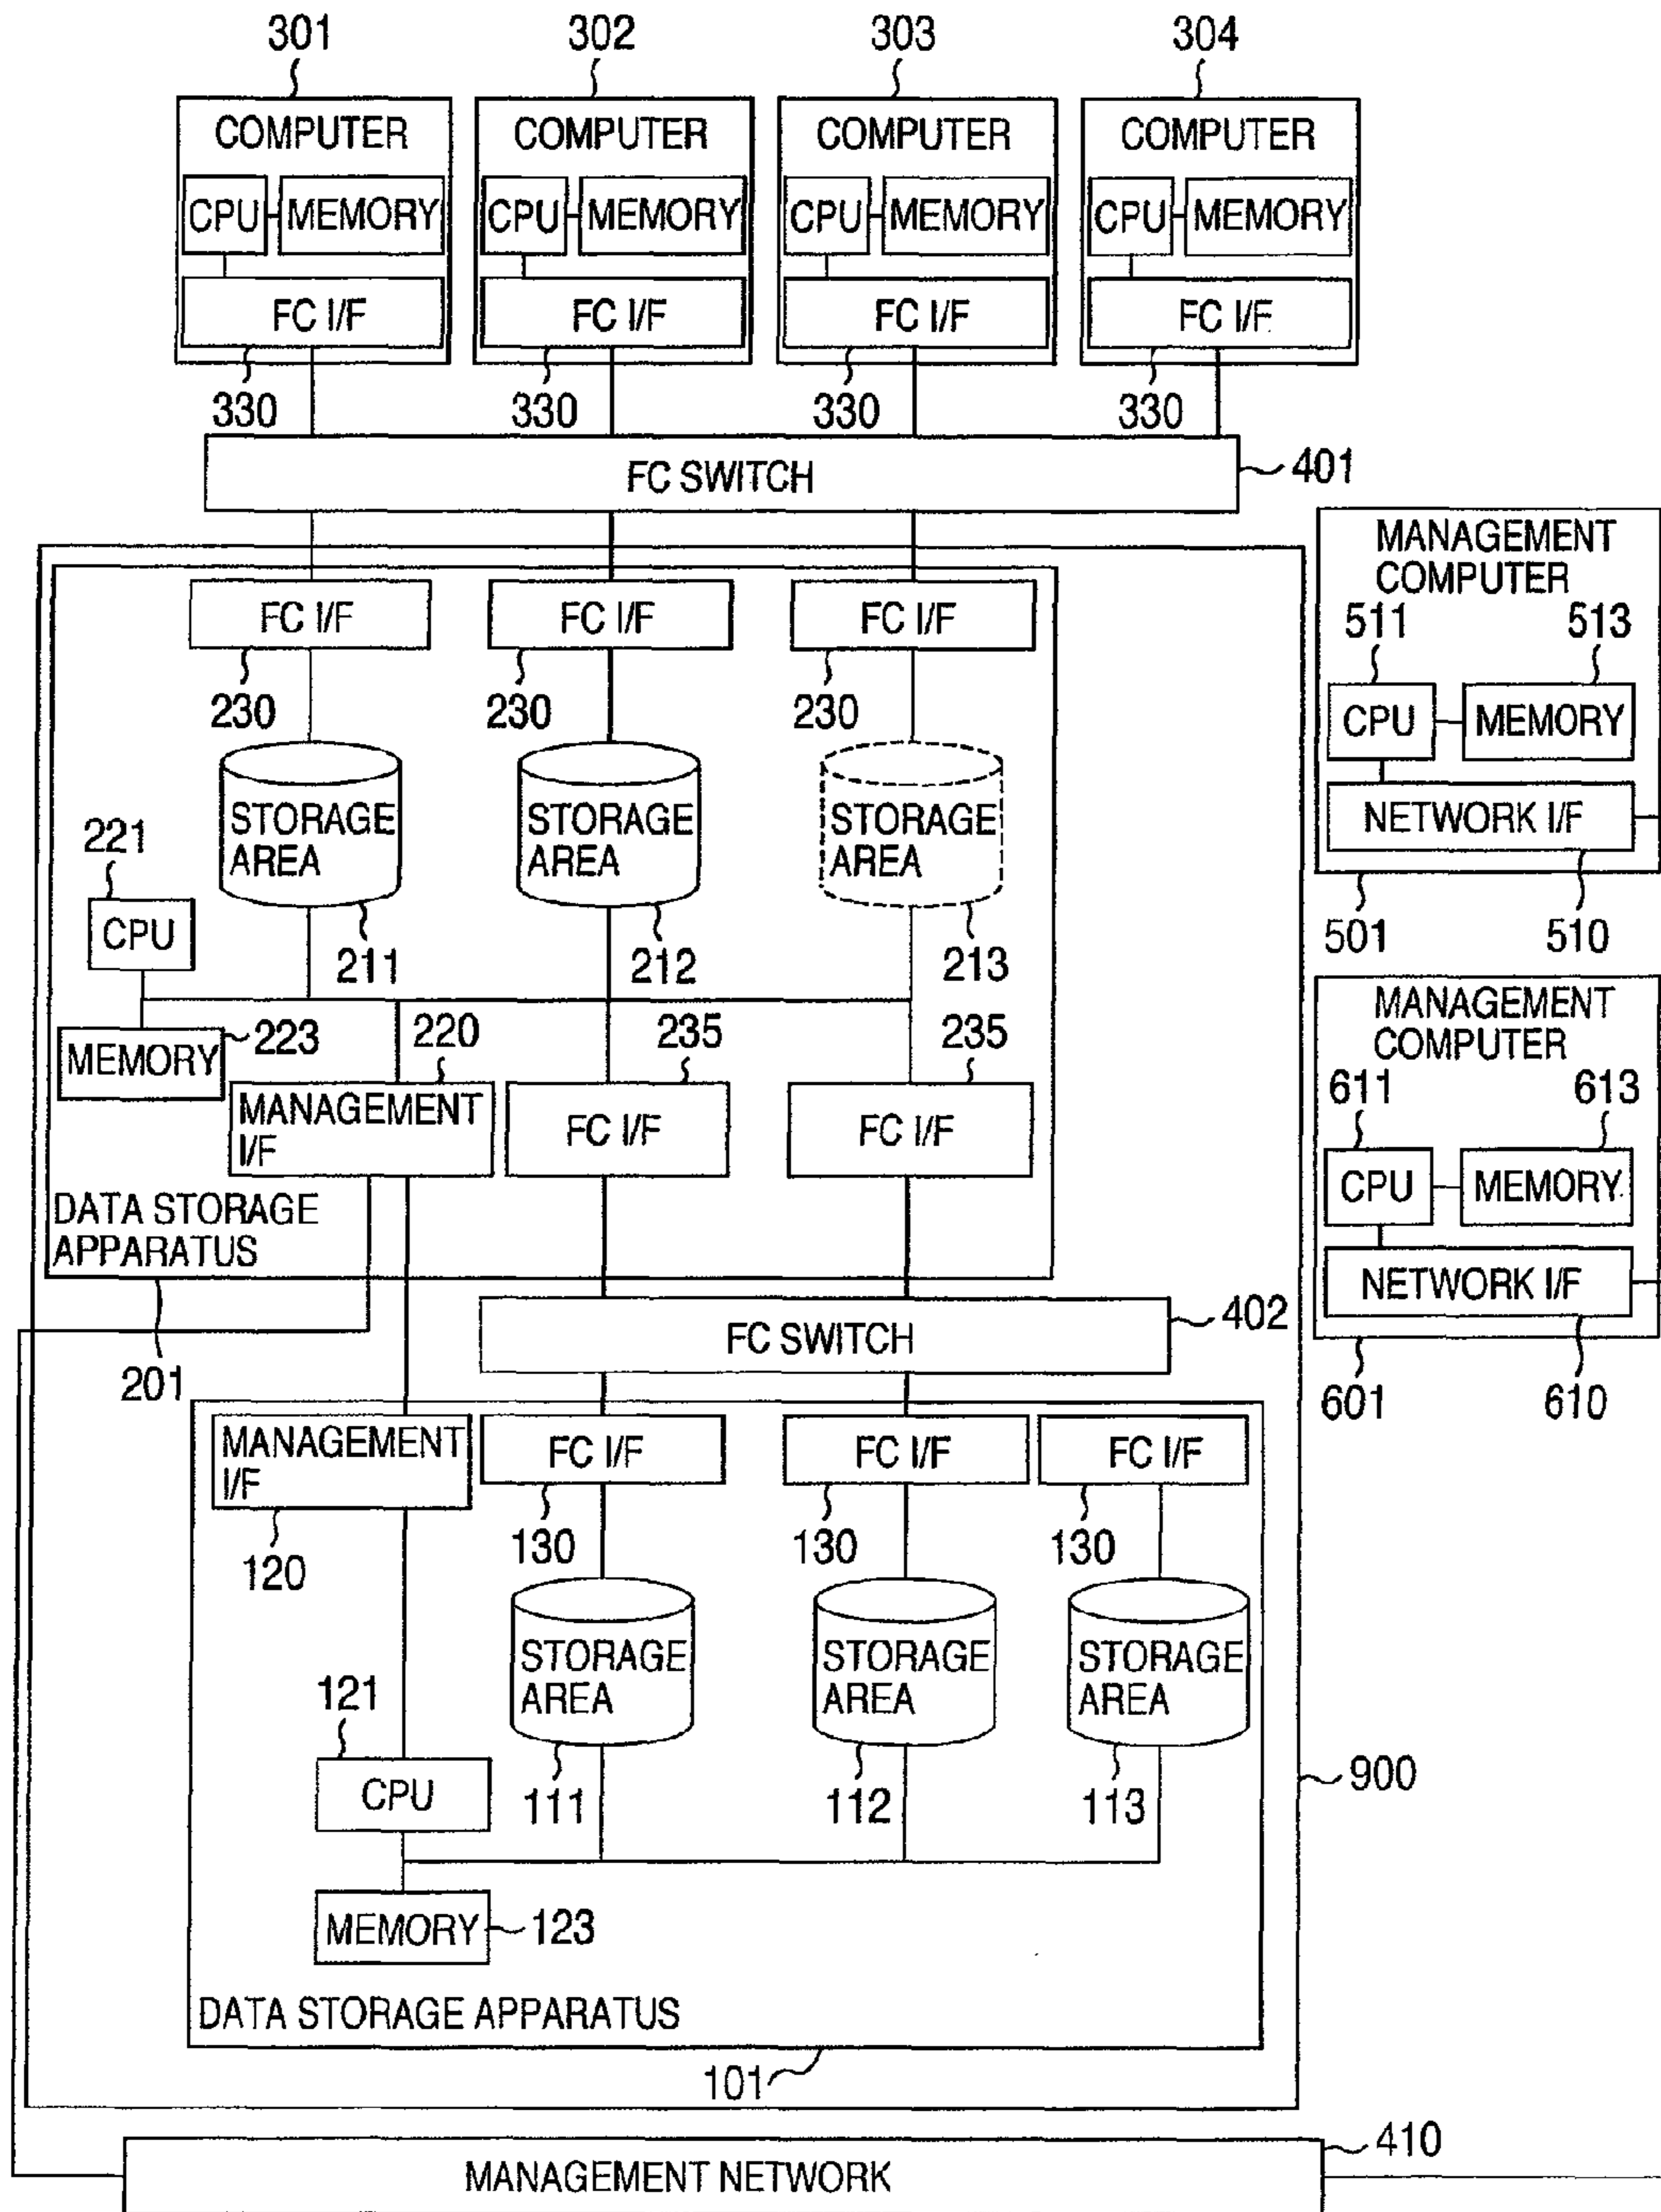 301 302 303 304
COMPUTER COMPUTER COMPUTER COMPUTER
CPU MEMORY CPU MEMORY CPU MEMORY CPU MEMORY
FC I/F FC I/F FC I/F FC I/F
330 330 330 330
FC SWITCH 401
MANAGEMENT
COMPUTER
511 513
CPU MEMORY
NETWORK I/F
501 510
FC I/F FC I/F FC I/F
230 230 230
STORAGE
AREA
STORAGE
AREA
STORAGE
AREA
221
CPU
211 212 213
MEMORY 223 220 235 235
MANAGEMENT
I/F
FC I/F FC I/F
DATA STORAGE
APPARATUS
201
MANAGEMENT
COMPUTER
611 613
CPU MEMORY
NETWORK I/F
601 610
FC SWITCH 402
MANAGEMENT
I/F
FC I/F FC I/F FC I/F
120 130 130 130
STORAGE
AREA
STORAGE
AREA
STORAGE
AREA
121
CPU
111 112 113
900
MEMORY 123
DATA STORAGE APPARATUS
101
410
MANAGEMENT NETWORK